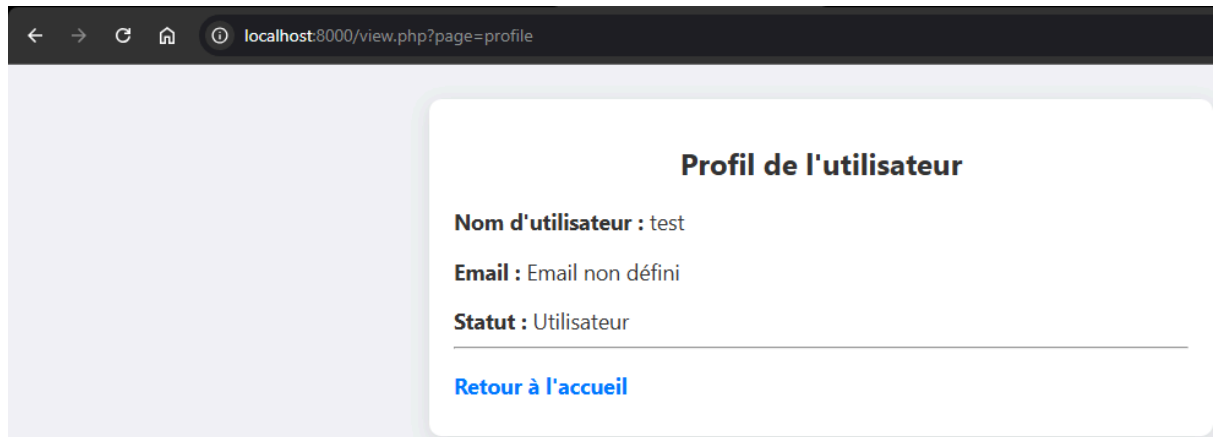 localhost:8000/view.php?page=profile
Profil de l'utilisateur
Nom d'utilisateur : test
Email : Email non défini
Statut : Utilisateur
Retour à l'accueil